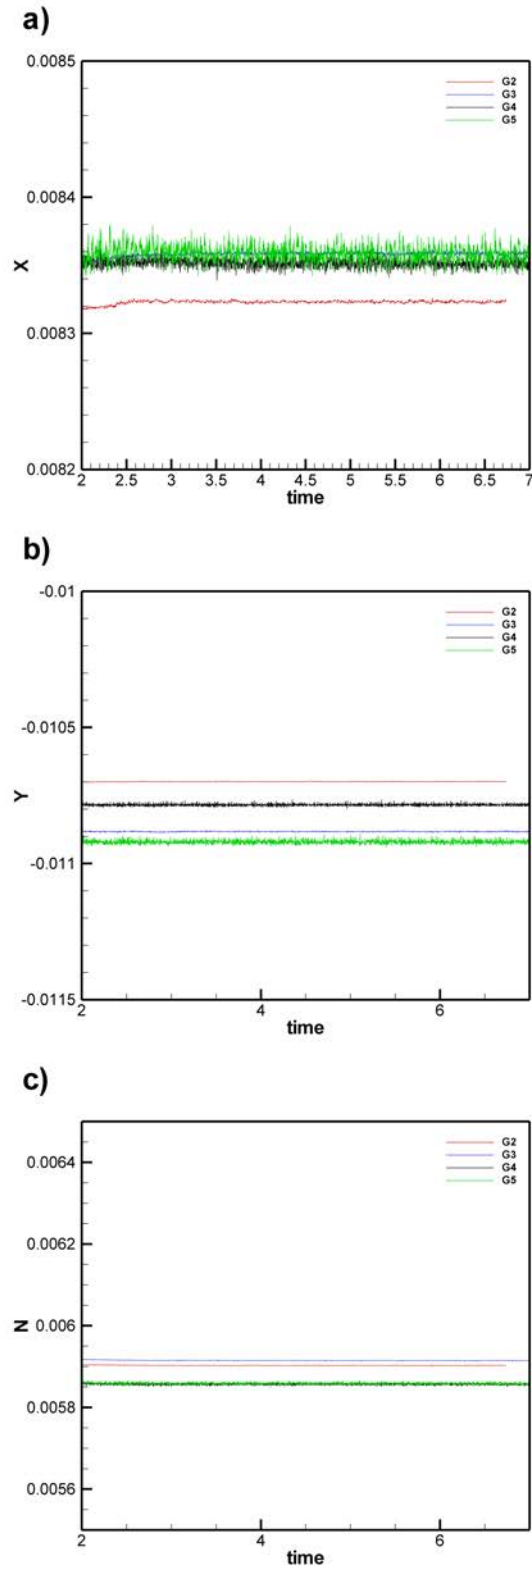 a)
0.0085
G2
G3
G4
G5
0.0084
X
0.0083
0.0082
2 2.5 3 3.5 4 4.5 5 5.5 6 6.5 7
time
b)
-0.01
G2
G3
G4
G5
-0.0105
Y
-0.011
-0.0115
2 4 6
time
c)
G2
G3
G4
G5
0.0064
0.0062
N
0.006
0.0058
0.0056
2 4 6
time